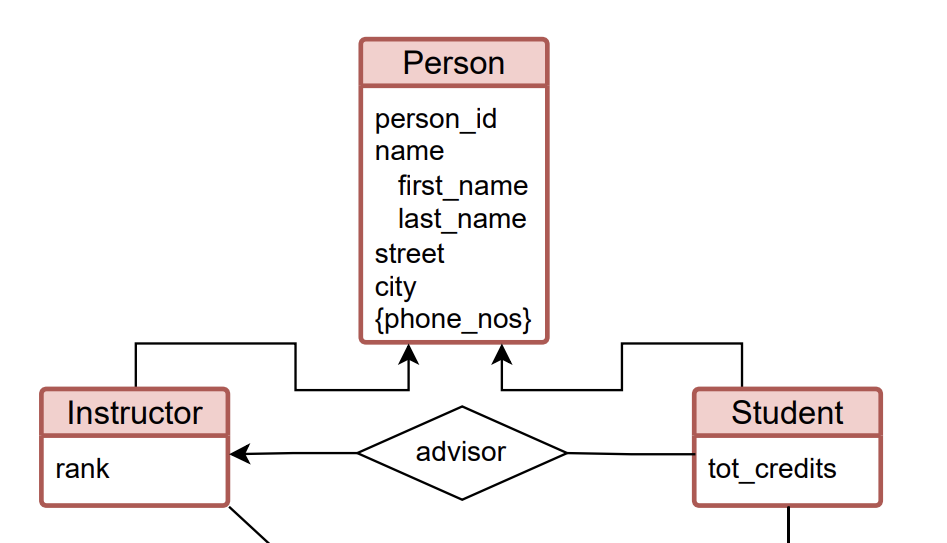 Person
person_id
name
first_name
last_name
street
city
{phone_nos}
Instructor
rank
advisor
Student
tot_credits